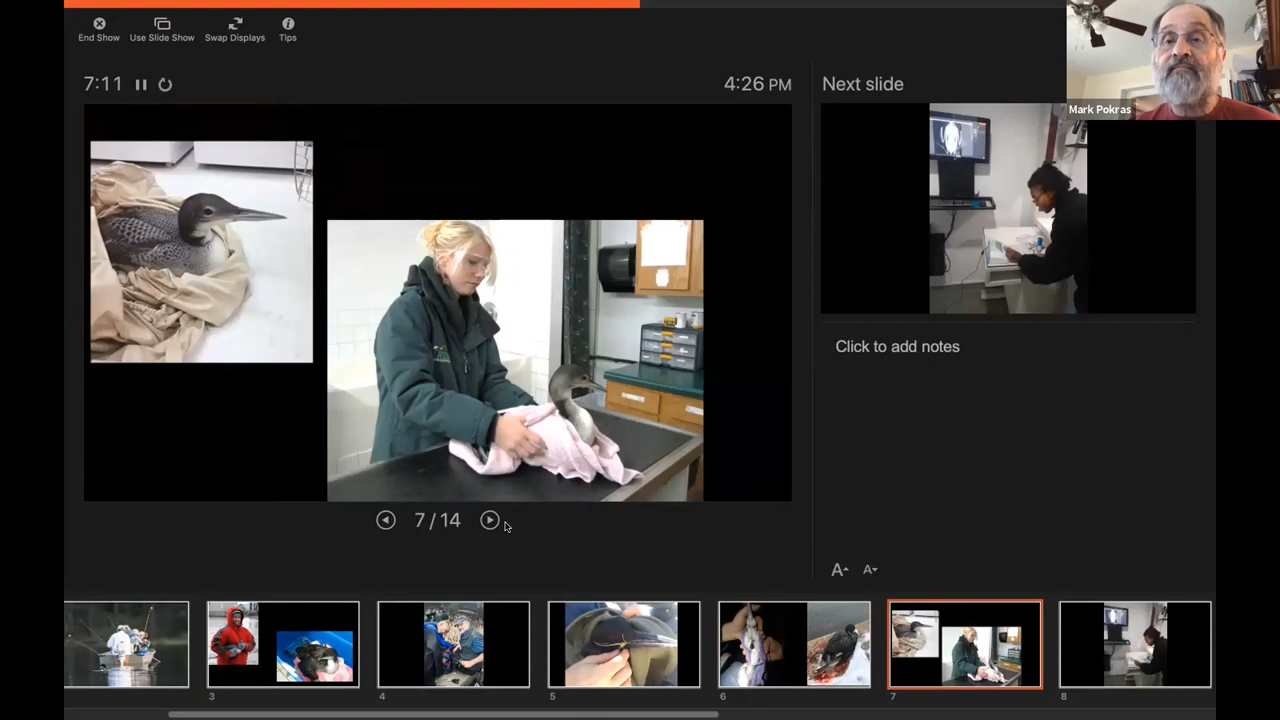 End Show
Use Slide Show
Swap Displays
Tips
Mark Pokras
7:11
4:26 PM
Next slide
Click to add notes
7 / 14
A A
3
4
5
6
7
8